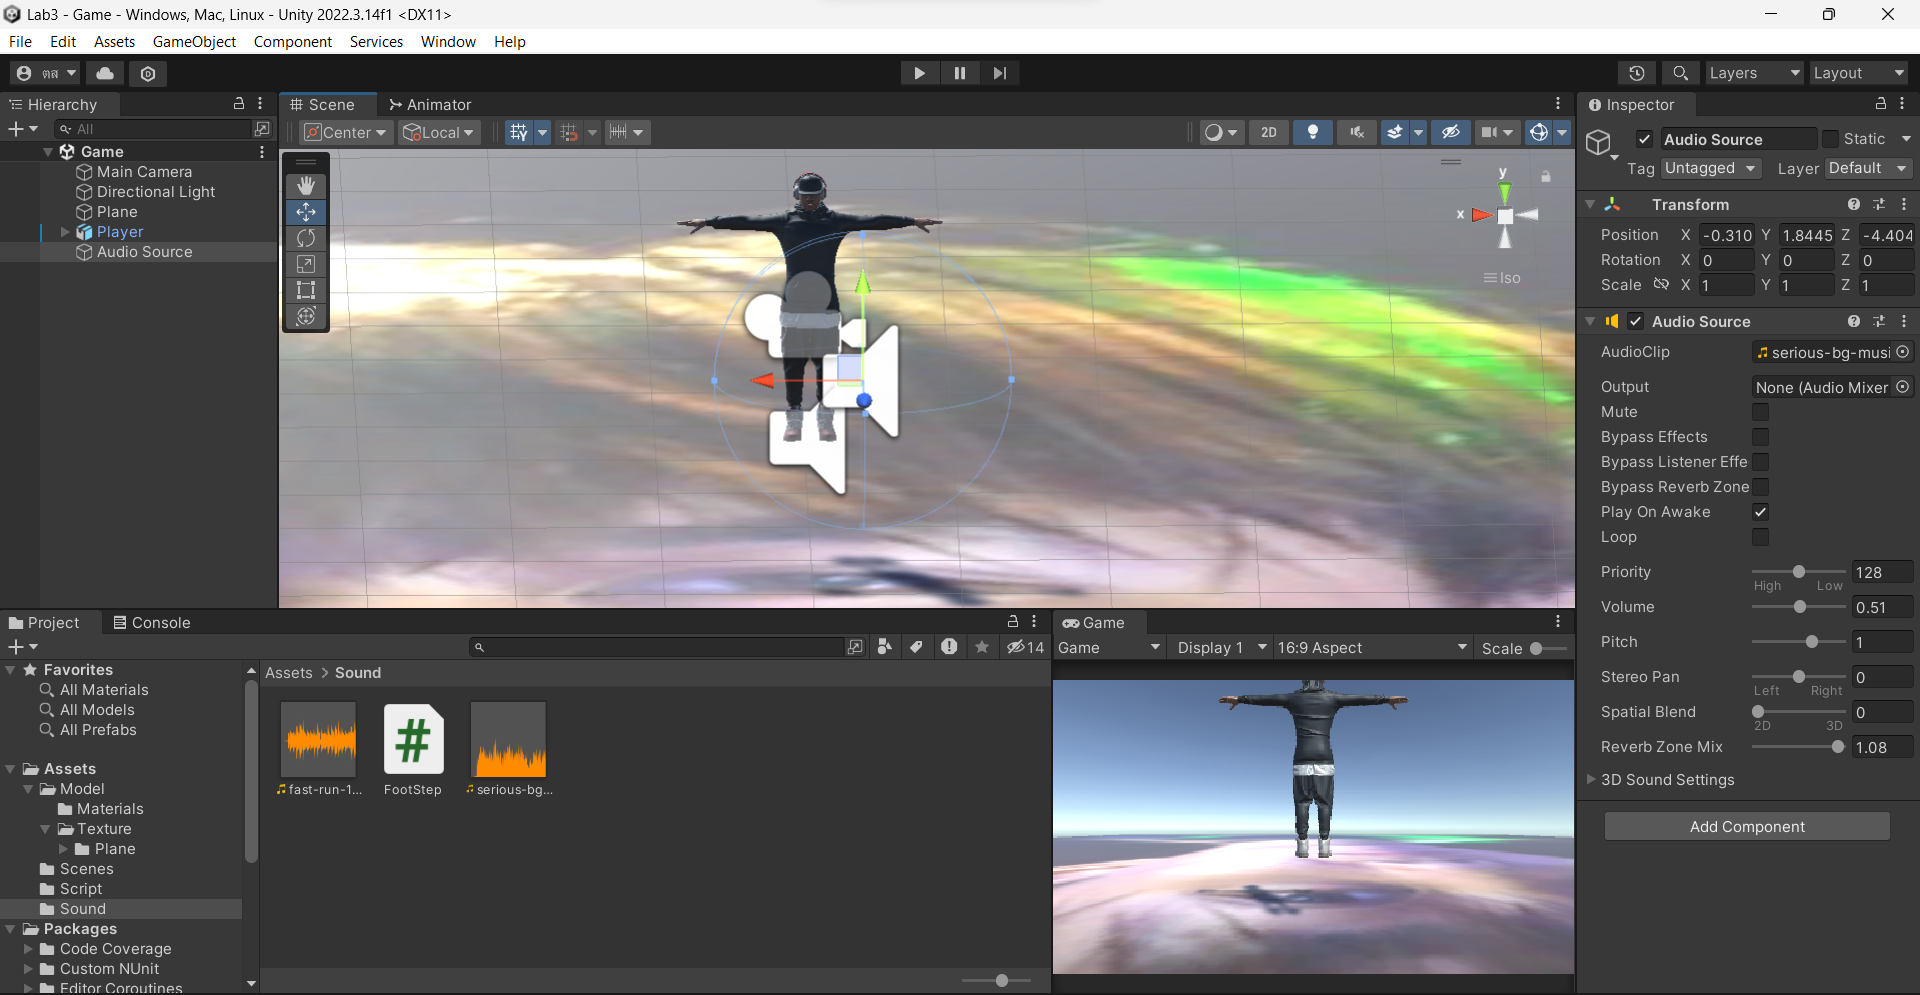 Lab3 - Game - Windows, Mac, Linux - Unity 2022.3.14f1 <DX11>
File Edit Assets GameObject Component Services Window Help
ตส Layers Layout
Hierarchy
All
Game
Main Camera
Directional Light
Plane
Player
Audio Source
Scene Animator
Center Local 2D
y
x
Iso
Inspector
Audio Source Static
Tag Untagged Layer Default
Transform
Position X -0.310 Y 1.8445 Z -4.404
Rotation X 0 Y 0 Z 0
Scale X 1 Y 1 Z 1
Audio Source
AudioClip serious-bg-musi
Output None (Audio Mixer
Mute
Bypass Effects
Bypass Listener Effe
Bypass Reverb Zone
Play On Awake
Loop
Priority 128
High Low
Volume 0.51
Pitch 1
Stereo Pan 0
Left Right
Spatial Blend 0
2D 3D
Reverb Zone Mix 1.08
3D Sound Settings
Add Component
Project Console
14
Favorites
All Materials
All Models
All Prefabs
Assets
Model
Materials
Texture
Plane
Scenes
Script
Sound
Packages
Code Coverage
Custom NUnit
Editor Coroutines
Assets > Sound
fast-run-1... FootStep serious-bg...
Game
Game Display 1 16:9 Aspect Scale